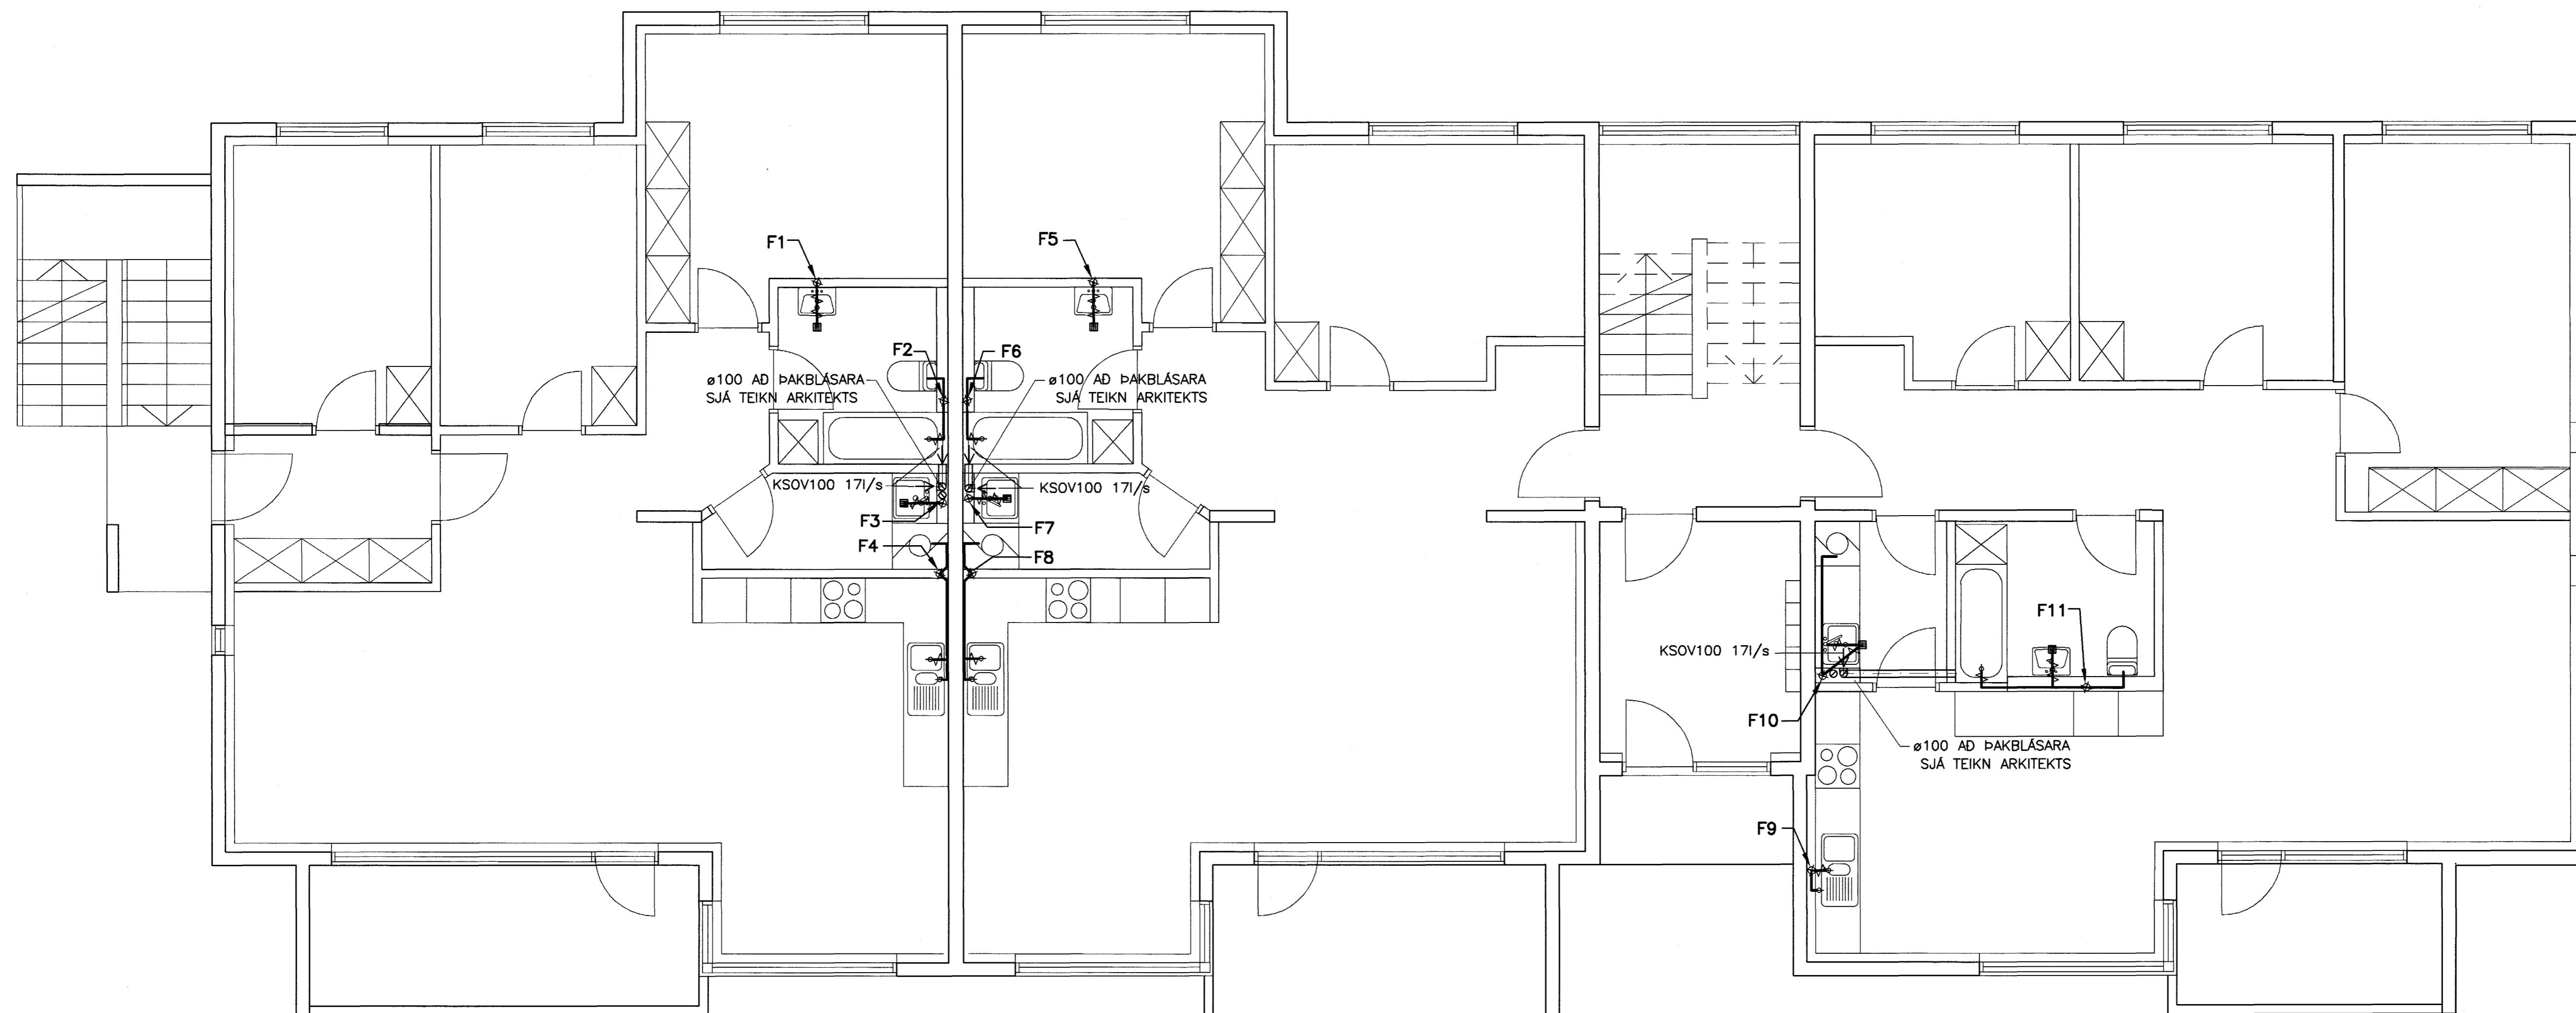 F1
F5
F2
F6
ø100 AÐ ÞAKBLÁSARA
SJÁ TEIKN ARKITEKTS
ø100 AÐ ÞAKBLÁSARA
SJÁ TEIKN ARKITEKTS
KSOV100 17l/s
KSOV100 17l/s
F3
F7
F4
F8
F11
KSOV100 17l/s
F10
ø100 AÐ ÞAKBLÁSARA
SJÁ TEIKN ARKITEKTS
F9